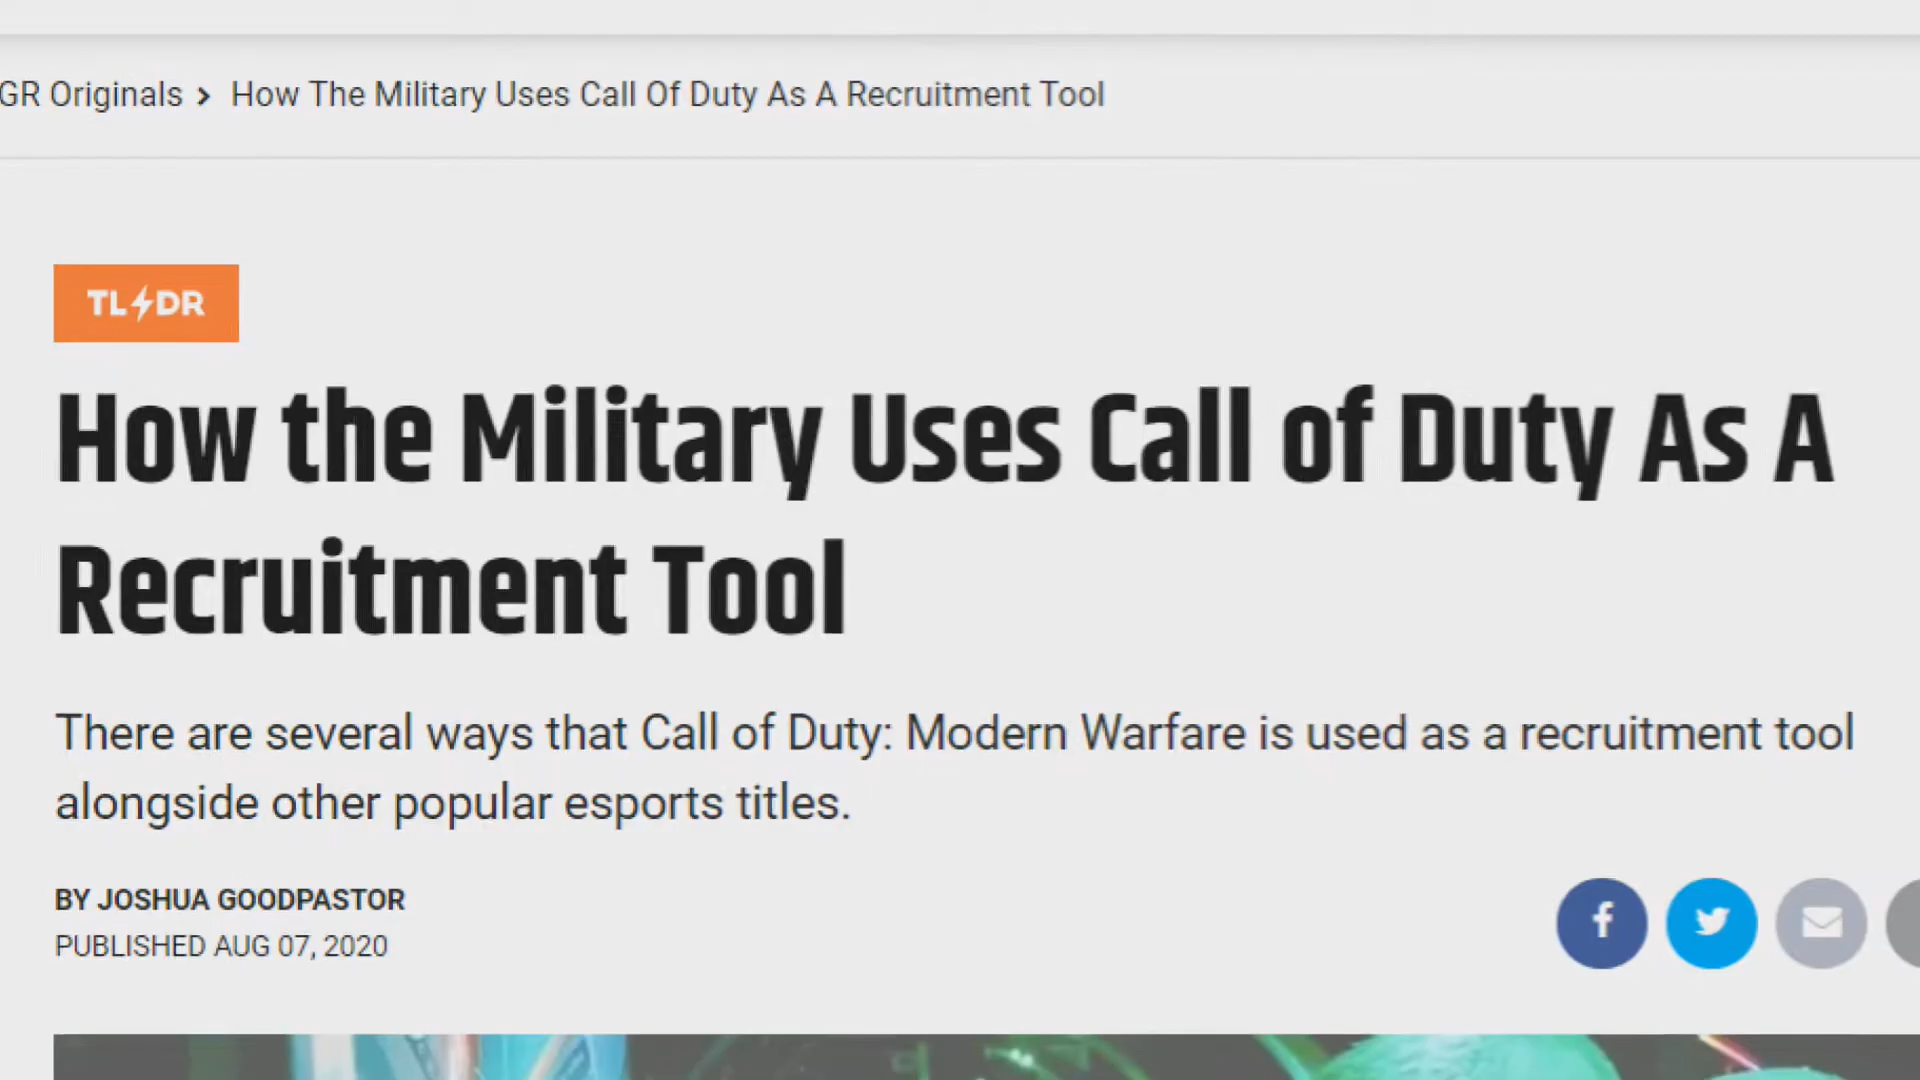 GR Originals > How The Military Uses Call Of Duty As A Recruitment Tool
TL DR
How the Military Uses Call of Duty As A
Recruitment Tool
There are several ways that Call of Duty: Modern Warfare is used as a recruitment tool
alongside other popular esports titles.
BY JOSHUA GOODPASTOR
PUBLISHED AUG 07, 2020